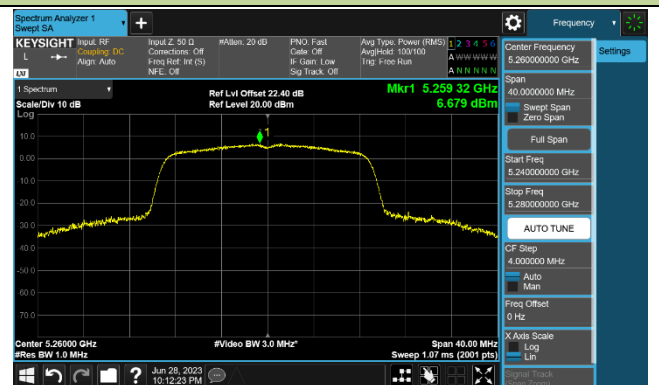 Spectrum Analyzer 1
Swept SA
Frequency
KEYSIGHT
L
LXI
Input: RF
Coupling: DC
Align: Auto
Input Z: 50 Ω
Corrections: Off
Freq Ref: Int (S)
NFE: Off
#Atten: 20 dB
PNO: Fast
Gate: Off
IF Gain: Low
Sig Track: Off
Avg Type: Power (RMS)
Avg|Hold: 100/100
Trig: Free Run
1 2 3 4 5 6
A W W W W W
A N N N N N
1 Spectrum
Scale/Div 10 dB
Log
Ref Lvl Offset 22.40 dB
Ref Level 20.00 dBm
Mkr1 5.259 32 GHz
6.679 dBm
1
10.0
0.00
-10.0
-20.0
-30.0
-40.0
-50.0
-60.0
-70.0
Center 5.26000 GHz
#Res BW 1.0 MHz
#Video BW 3.0 MHz*
Span 40.00 MHz
Sweep 1.07 ms (2001 pts)
Jun 28, 2023
10:12:23 PM
?
Settings
Center Frequency
5.260000000 GHz
Span
40.0000000 MHz
Swept Span
Zero Span
Full Span
Start Freq
5.240000000 GHz
Stop Freq
5.280000000 GHz
AUTO TUNE
CF Step
4.000000 MHz
Auto
Man
Freq Offset
0 Hz
X Axis Scale
Log
Lin
Signal Track
(Span Zoom)